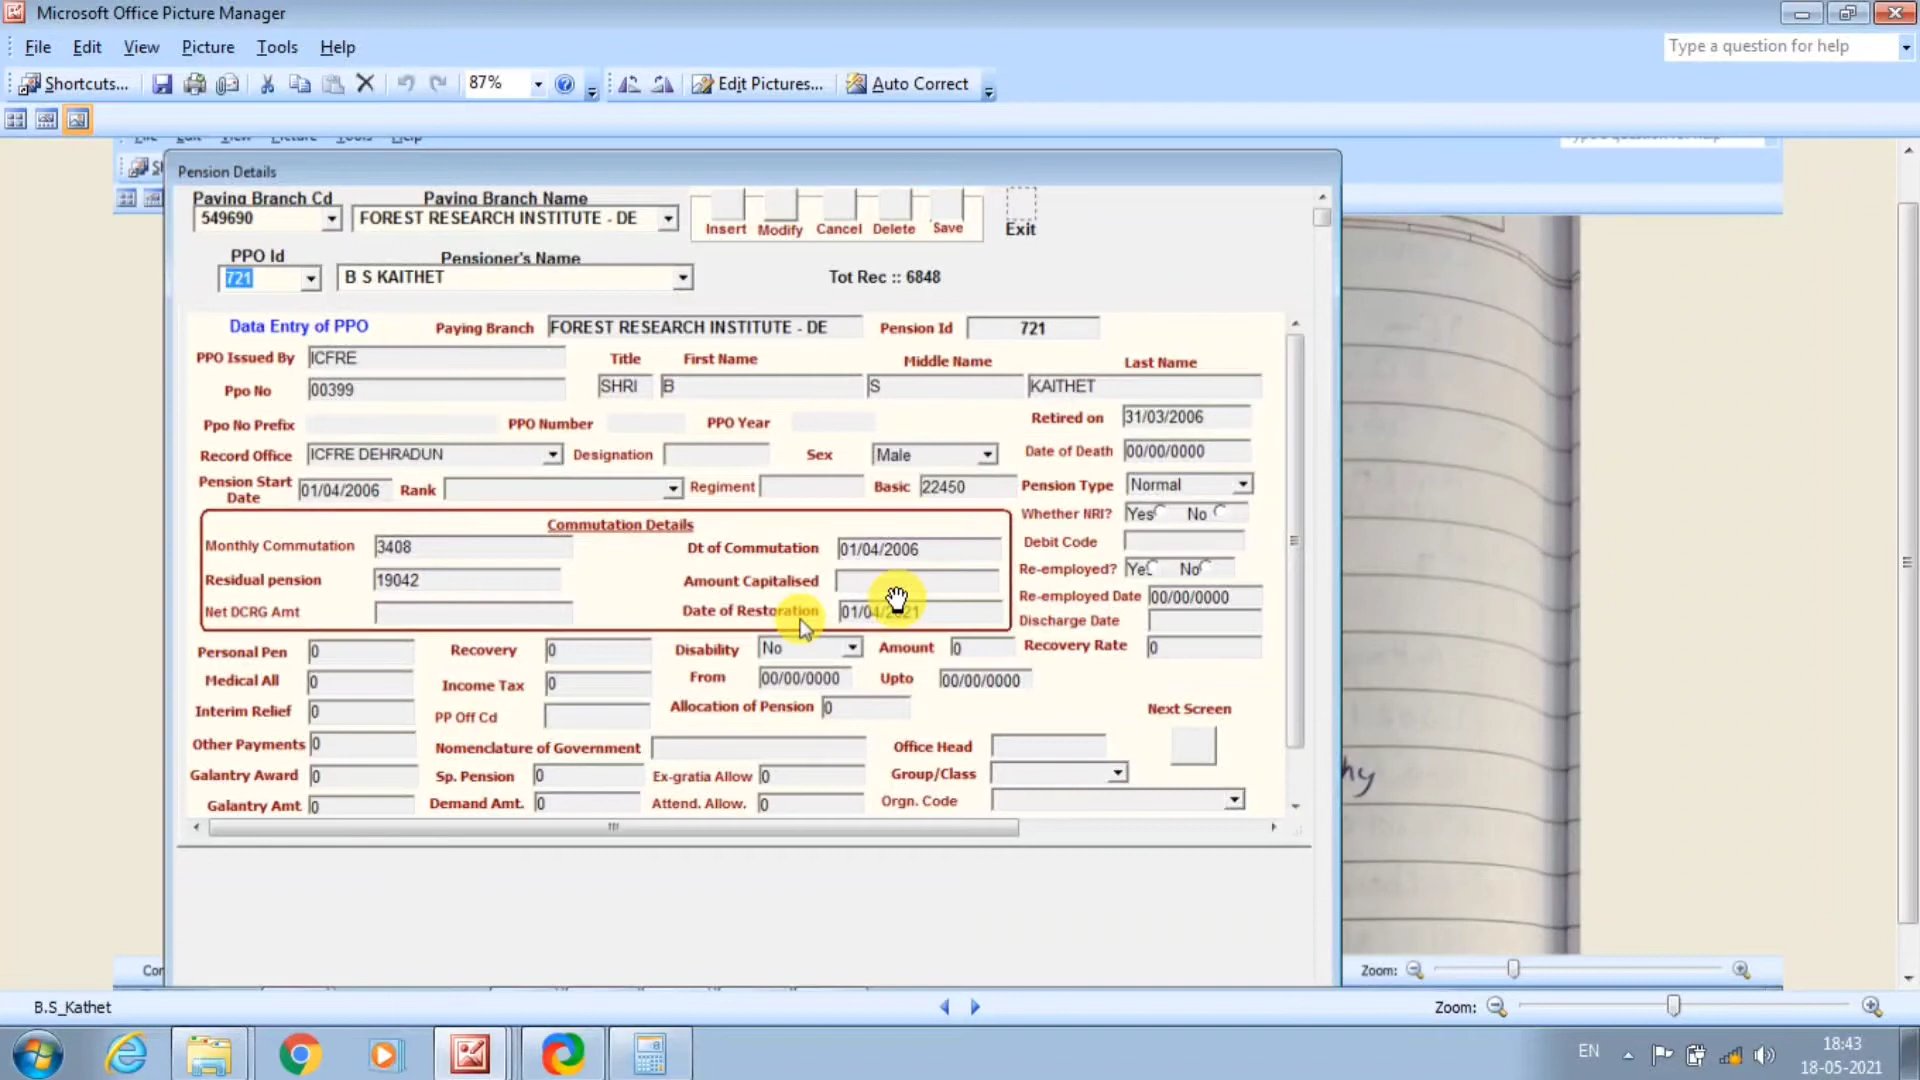 Microsoft Office Picture Manager
File Edit View Picture Tools Help
Type a question for help
Shortcuts... 87% Edit Pictures... Auto Correct
Pension Details
Paying Branch Cd Paying Branch Name
549690 FOREST RESEARCH INSTITUTE - DE
Insert Modify Cancel Delete Save Exit
PPO Id Pensioner's Name
721 B S KAITHET Tot Rec :: 6848
Data Entry of PPO Paying Branch FOREST RESEARCH INSTITUTE - DE Pension Id 721
PPO Issued By ICFRE Title First Name Middle Name Last Name
Ppo No 00399 SHRI B S KAITHET
Ppo No Prefix PPO Number PPO Year Retired on 31/03/2006
Record Office ICFRE DEHRADUN Designation Sex Male Date of Death 00/00/0000
Pension Start Date 01/04/2006 Rank Regiment Basic 22450 Pension Type Normal
Commutation Details Whether NRI? Yes No
Monthly Commutation 3408 Dt of Commutation 01/04/2006 Debit Code
Residual pension 19042 Amount Capitalised Re-employed? No
Net DCRG Amt Date of Restoration 01/04/2021 Re-employed Date 00/00/0000
Discharge Date
Personal Pen 0 Recovery 0 Disability No Amount 0 Recovery Rate 0
Medical All 0 Income Tax 0 From 00/00/0000 Upto 00/00/0000
Interim Relief 0 PP Off Cd Allocation of Pension 0 Next Screen
Other Payments 0 Nomenclature of Government Office Head
Galantry Award 0 Sp. Pension 0 Ex-gratia Allow 0 Group/Class
Galantry Amt 0 Demand Amt. 0 Attend. Allow. 0 Orgn. Code
Zoom:
B.S_Kathet Zoom:
EN 18:43
18-05-2021